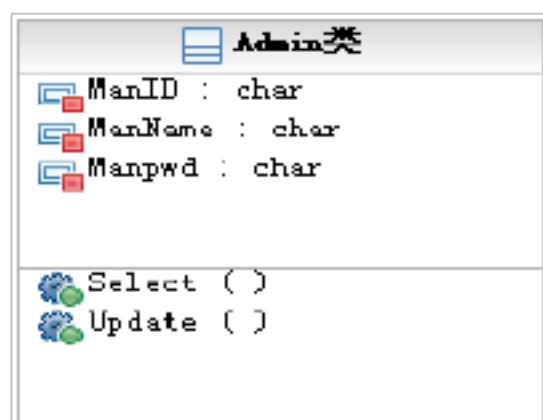 Admin类
ManID : char
ManName : char
Manpwd : char
Select ( )
Update ( )